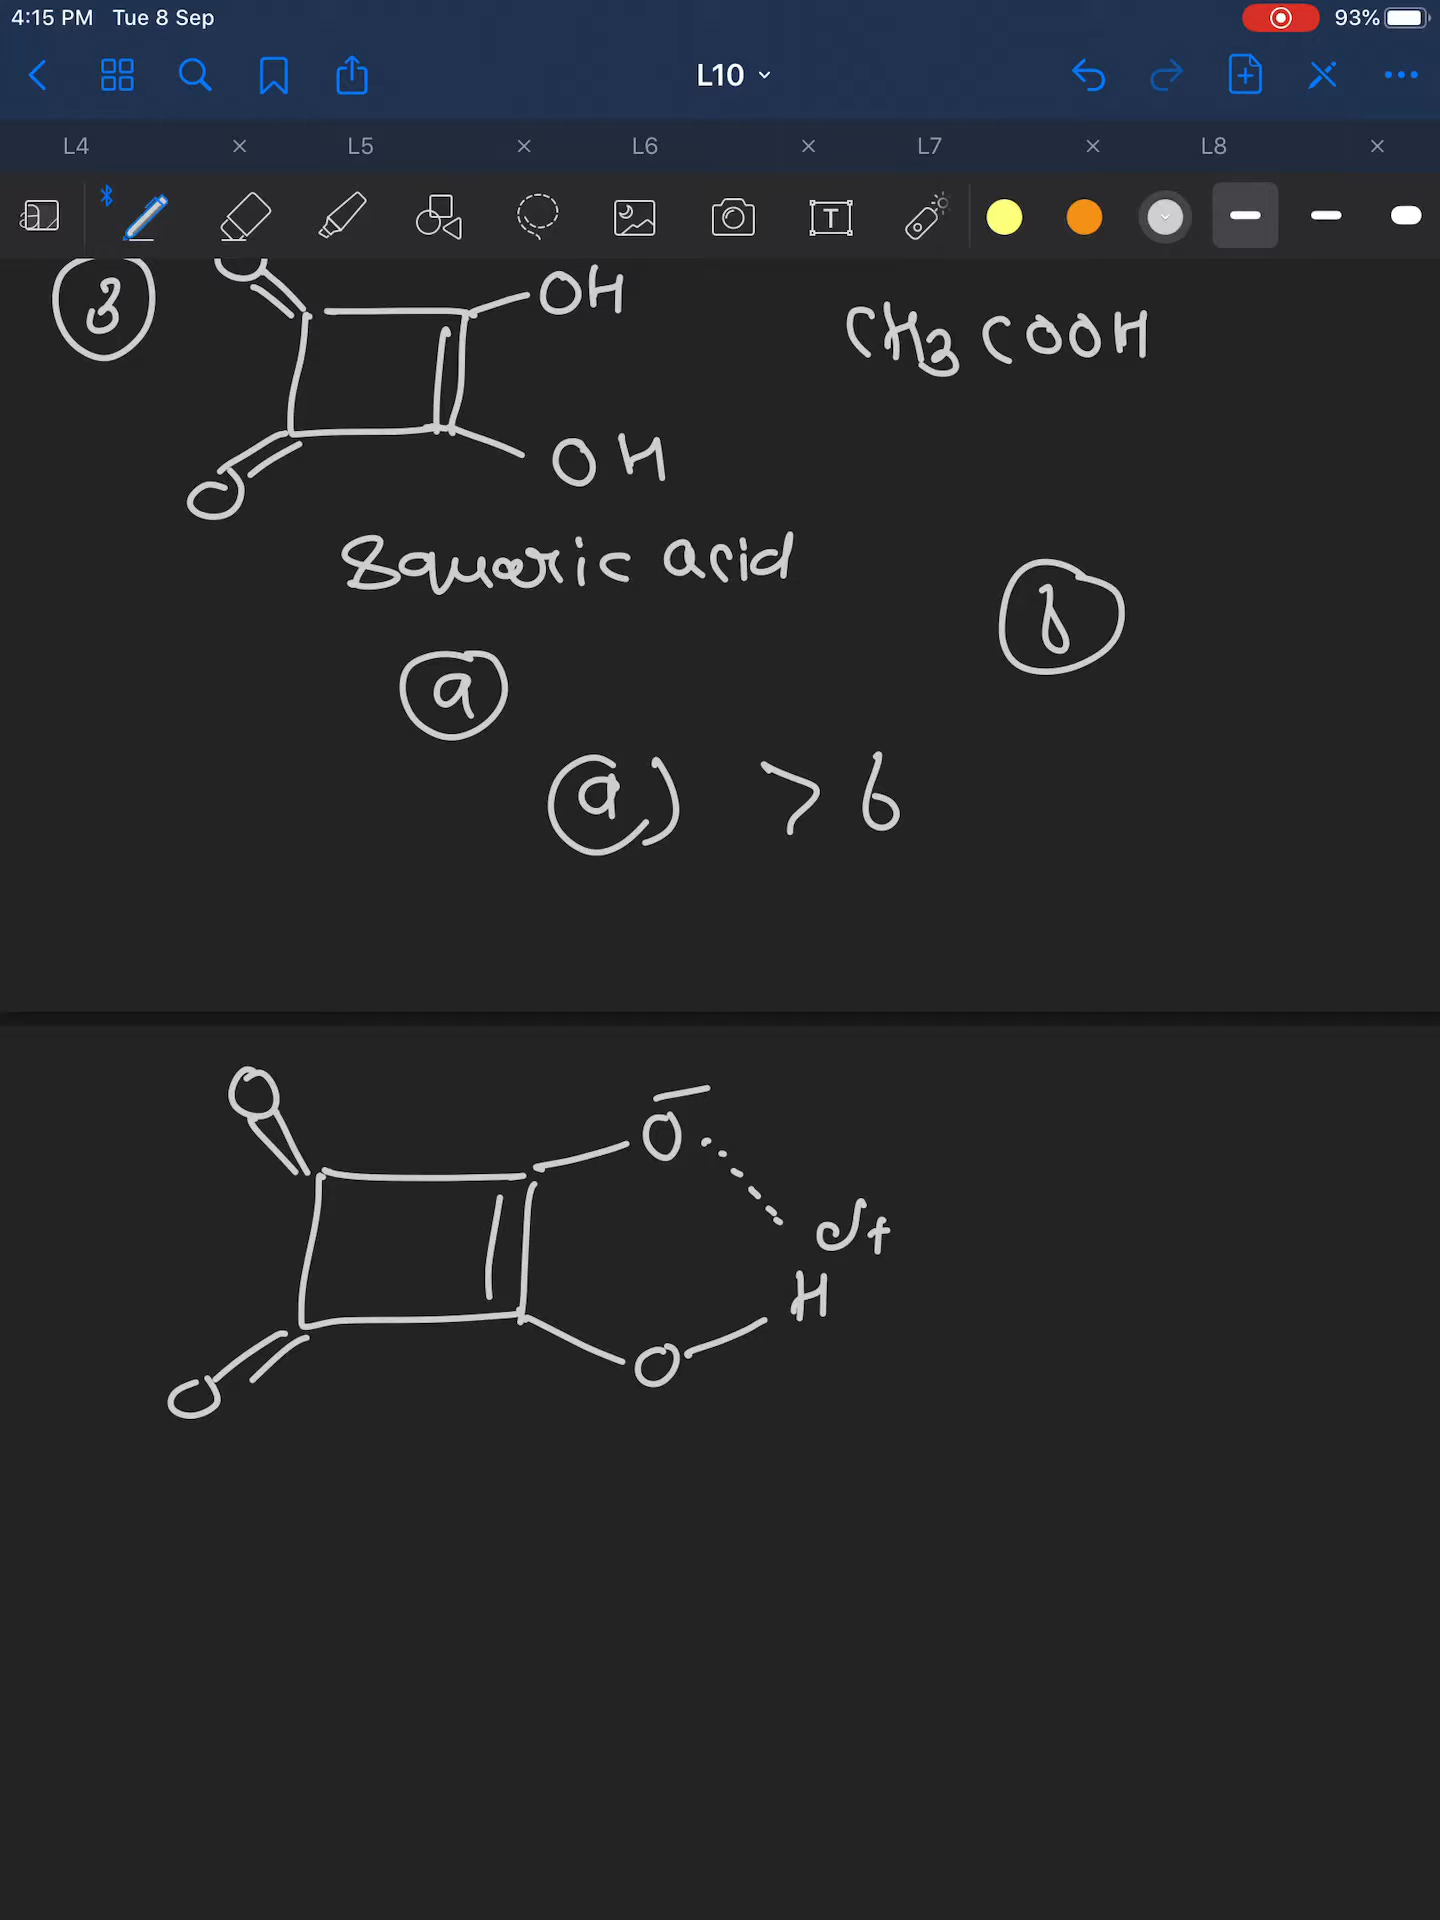 4:15 PM Tue 8 Sep 93%
L10
L4 L5 L6 L7 L8
T
3
OH
CH3 COOH
OH
O
Squaric acid
b
a
a) > b
O
O
δ+
H
O
O